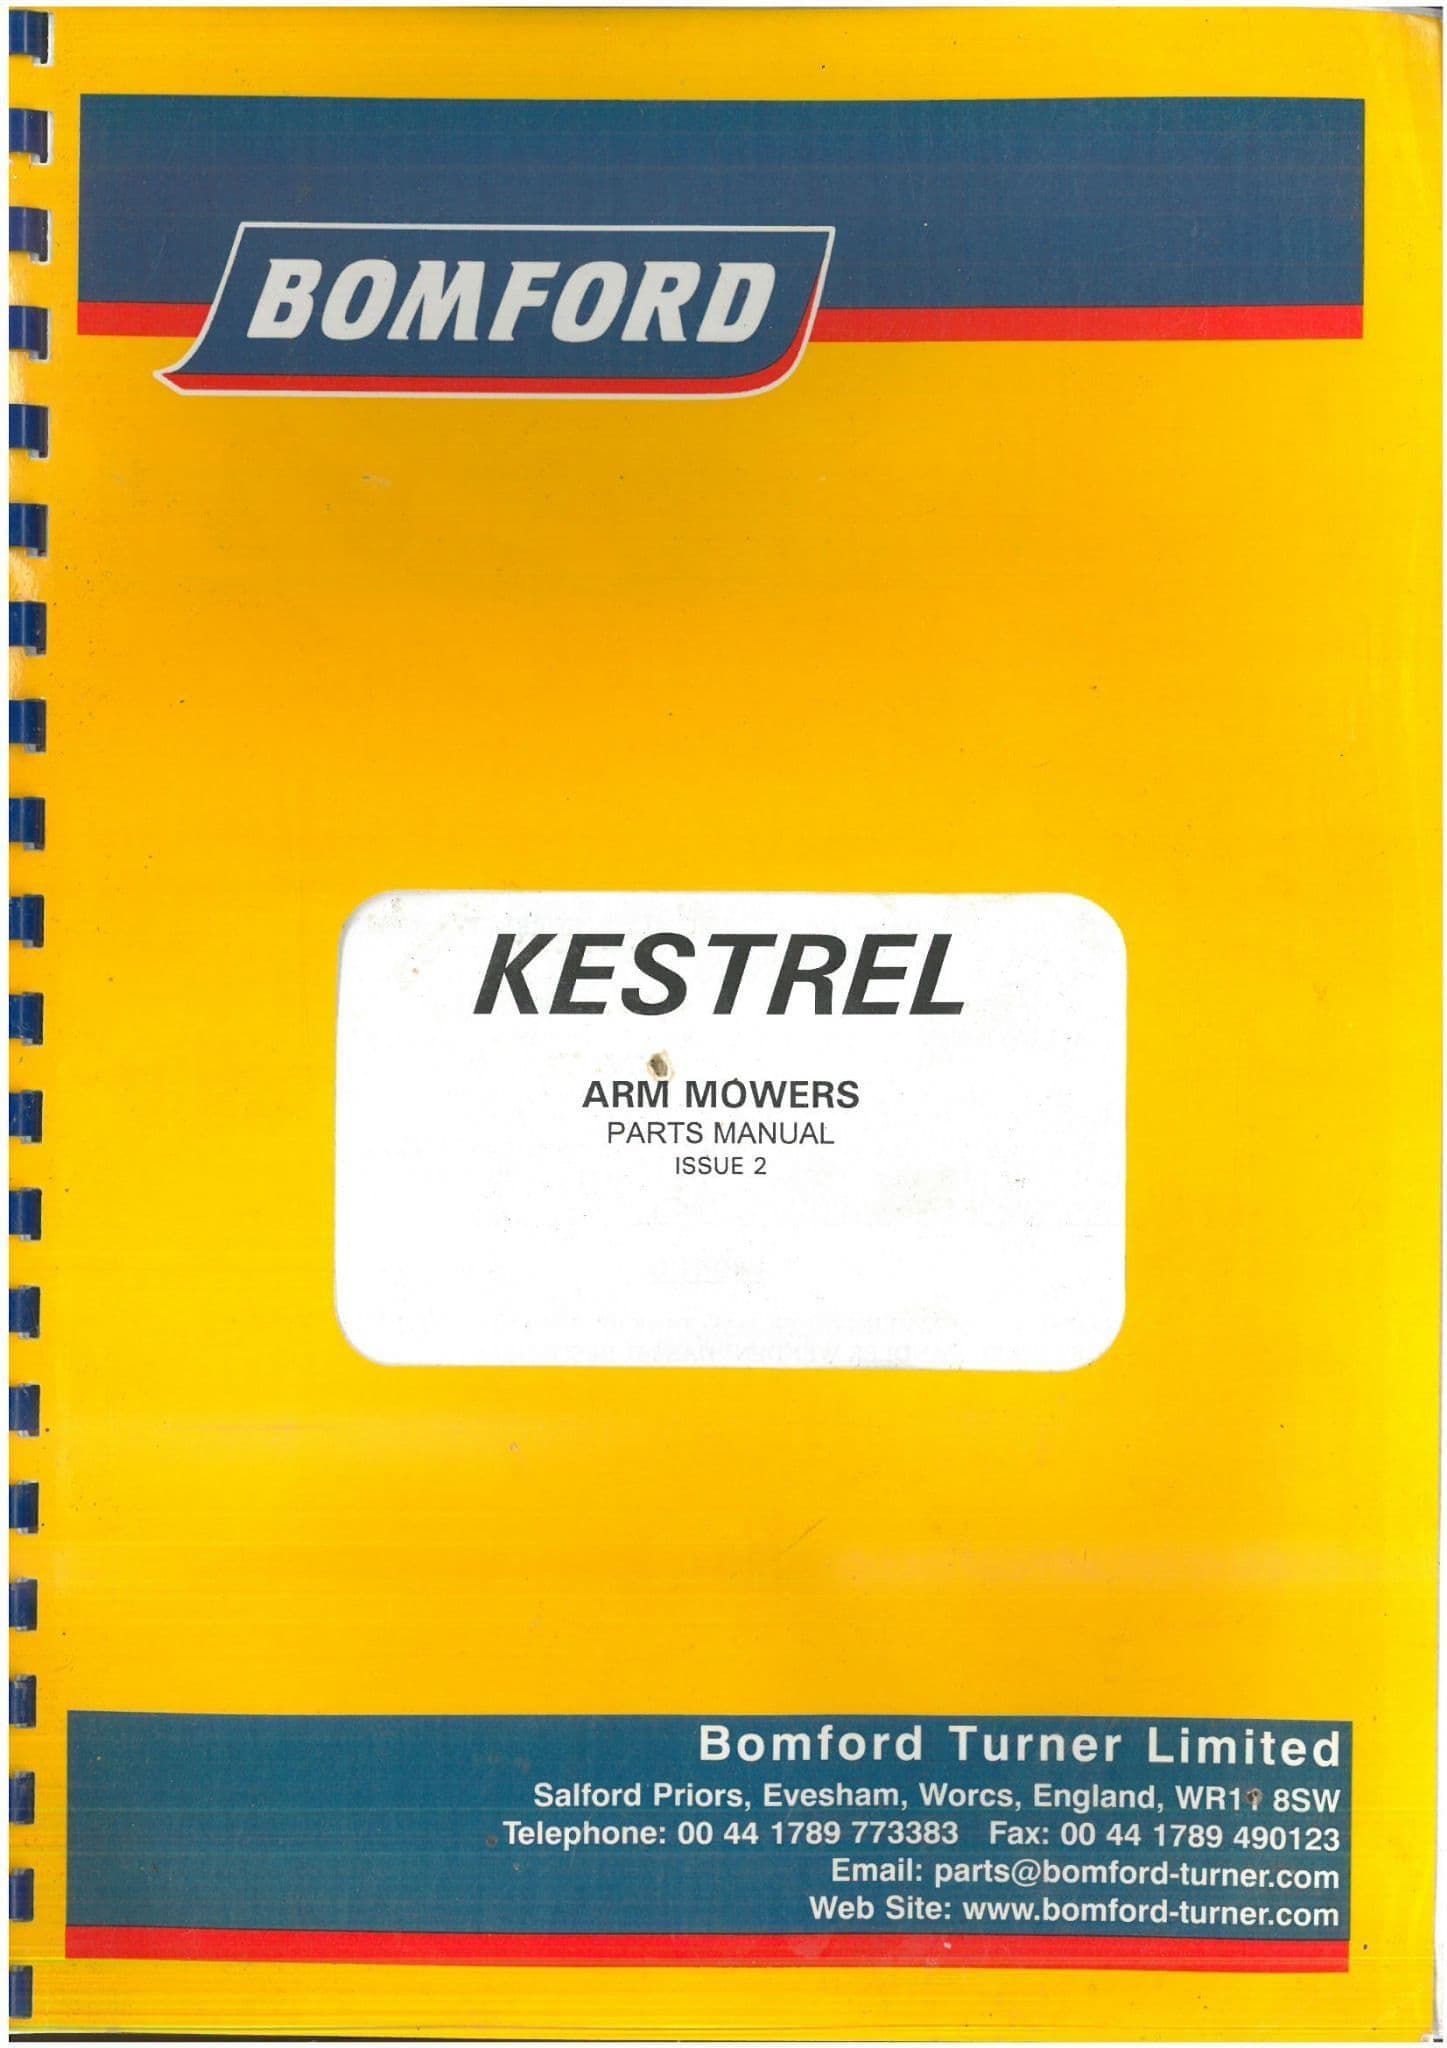 BOMFORD
KESTREL
ARM MOWERS
PARTS MANUAL
ISSUE 2
Bomford Turner Limited
Salford Priors, Evesham, Worcs, England, WR11 8SW
Telephone: 00 44 1789 773383 Fax: 00 44 1789 490123
Email: parts@bomford-turner.com
Web Site: www.bomford-turner.com